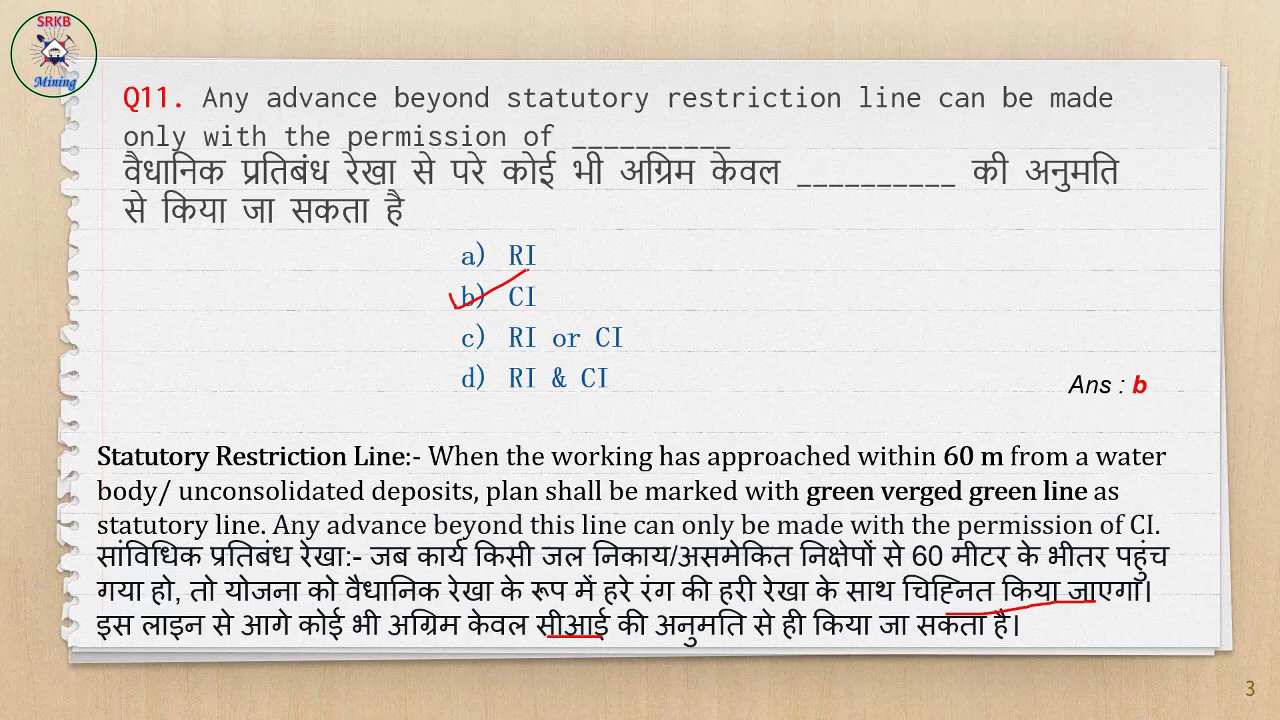 SRKB
Mining
Q11. Any advance beyond statutory restriction line can be made
only with the permission of __________
वैधानिक प्रतिबंध रेखा से परे कोई भी अग्रिम केवल __________ की अनुमति
से किया जा सकता है
a) RI
b) CI
c) RI or CI
d) RI & CI
Ans : b
Statutory Restriction Line:- When the working has approached within 60 m from a water
body/ unconsolidated deposits, plan shall be marked with green verged green line as
statutory line. Any advance beyond this line can only be made with the permission of CI.
सांविधिक प्रतिबंध रेखा:- जब कार्य किसी जल निकाय/असमेकित निक्षेपों से 60 मीटर के भीतर पहुंच
गया हो, तो योजना को वैधानिक रेखा के रूप में हरे रंग की हरी रेखा के साथ चिह्नित किया जाएगा।
इस लाइन से आगे कोई भी अग्रिम केवल सीआई की अनुमति से ही किया जा सकता है।
3